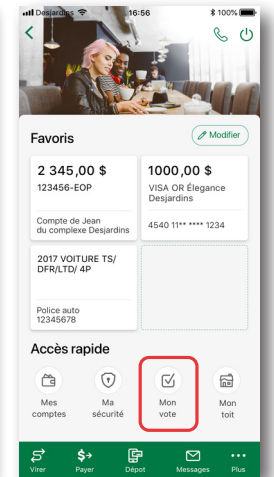 Desjardins 16:56 100%
Favoris Modifier
2 345,00 $ 1000,00 $
123456-EOP VISA OR Élegance
Desjardins
Compte de Jean 4540 11** **** 1234
du complexe Desjardins
2017 VOITURE TS/
DFR/LTD/ 4P
Police auto
12345678
Accès rapide
Mes Ma Mon Mon
comptes sécurité vote toit
Virer Payer Dépot Messages Plus